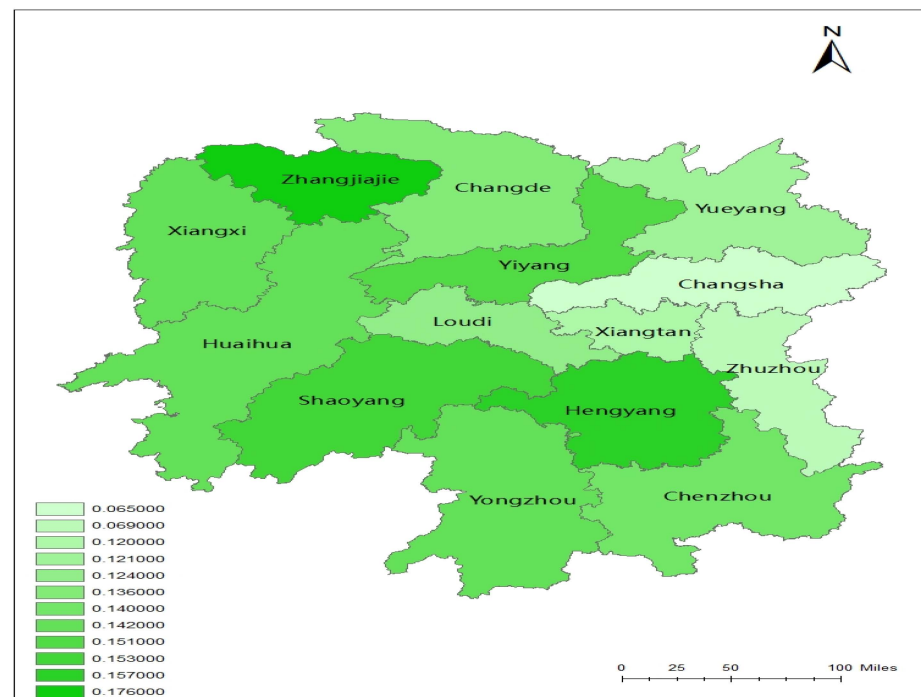 N
Zhangjiajie
Changde
Yueyang
Xiangxi
Yiyang
Changsha
Loudi
Xiangtan
Huaihua
Zhuzhou
Shaoyang
Hengyang
Yongzhou
Chenzhou
0.065000
0.069000
0.120000
0.121000
0.124000
0.136000
0.140000
0.142000
0.151000
0.153000
0.157000
0.176000
0 25 50 100 Miles